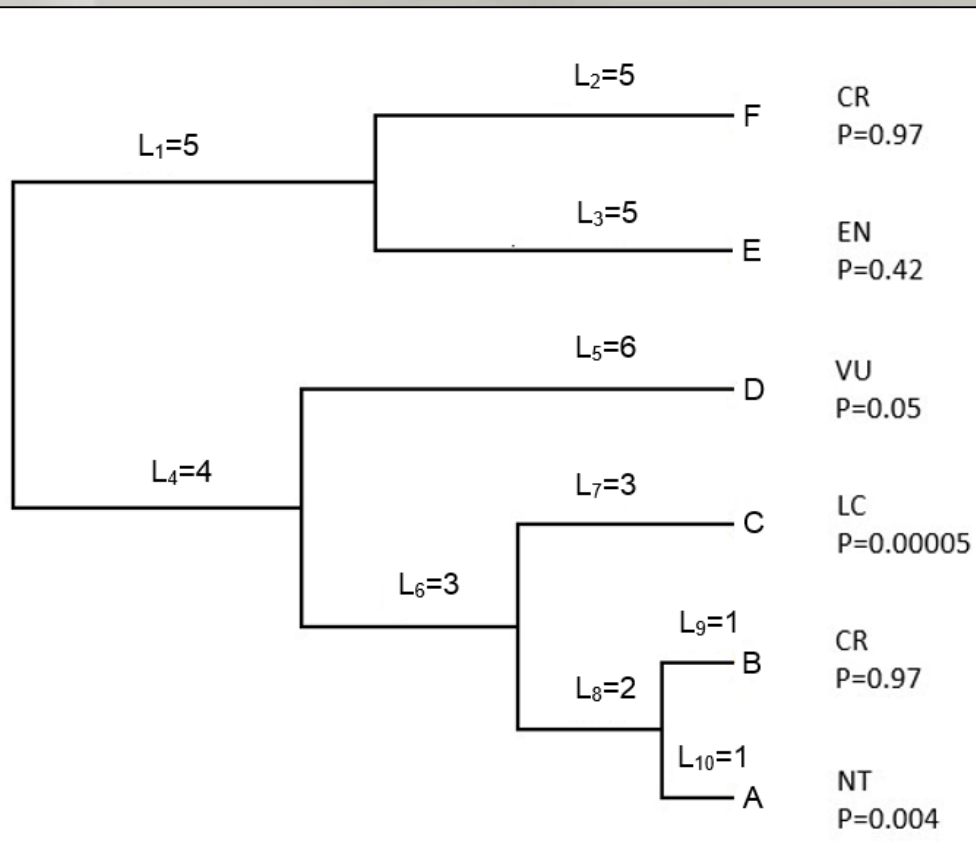 L₂=5
F
CR
P=0.97
L₁=5
L₃=5
E
EN
P=0.42
L₅=6
D
VU
P=0.05
L₄=4
L₇=3
C
LC
P=0.00005
L₆=3
L₉=1
B
CR
P=0.97
L₈=2
L₁₀=1
A
NT
P=0.004